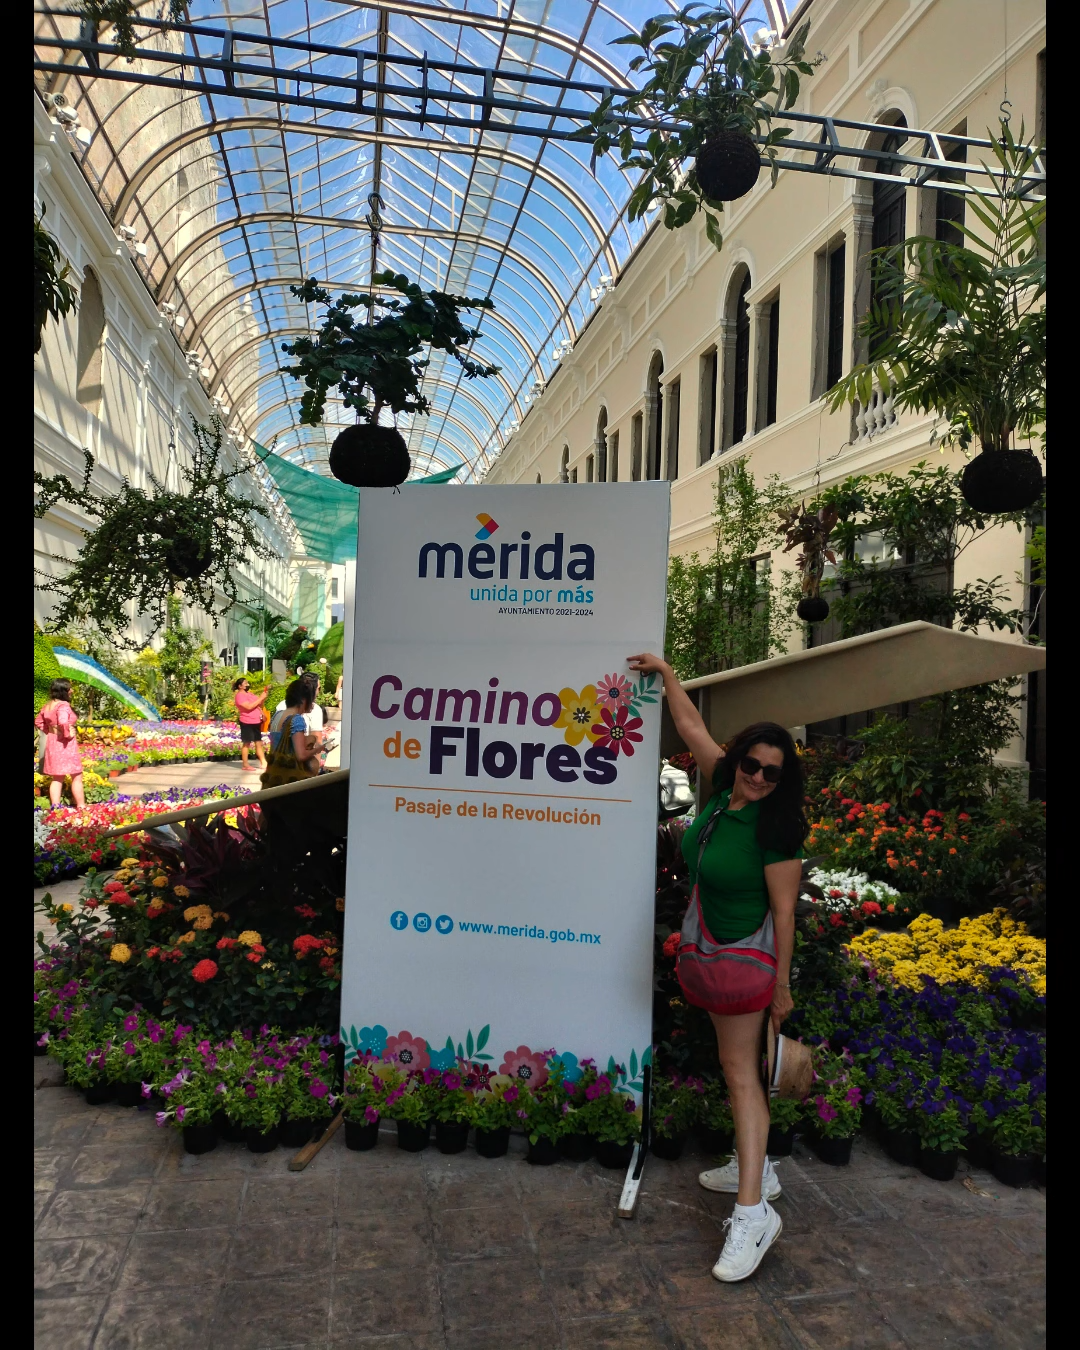 mérida
unida por más
AYUNTAMIENTO 2021-2024
Camino
de Flores
Pasaje de la Revolución
www.merida.gob.mx